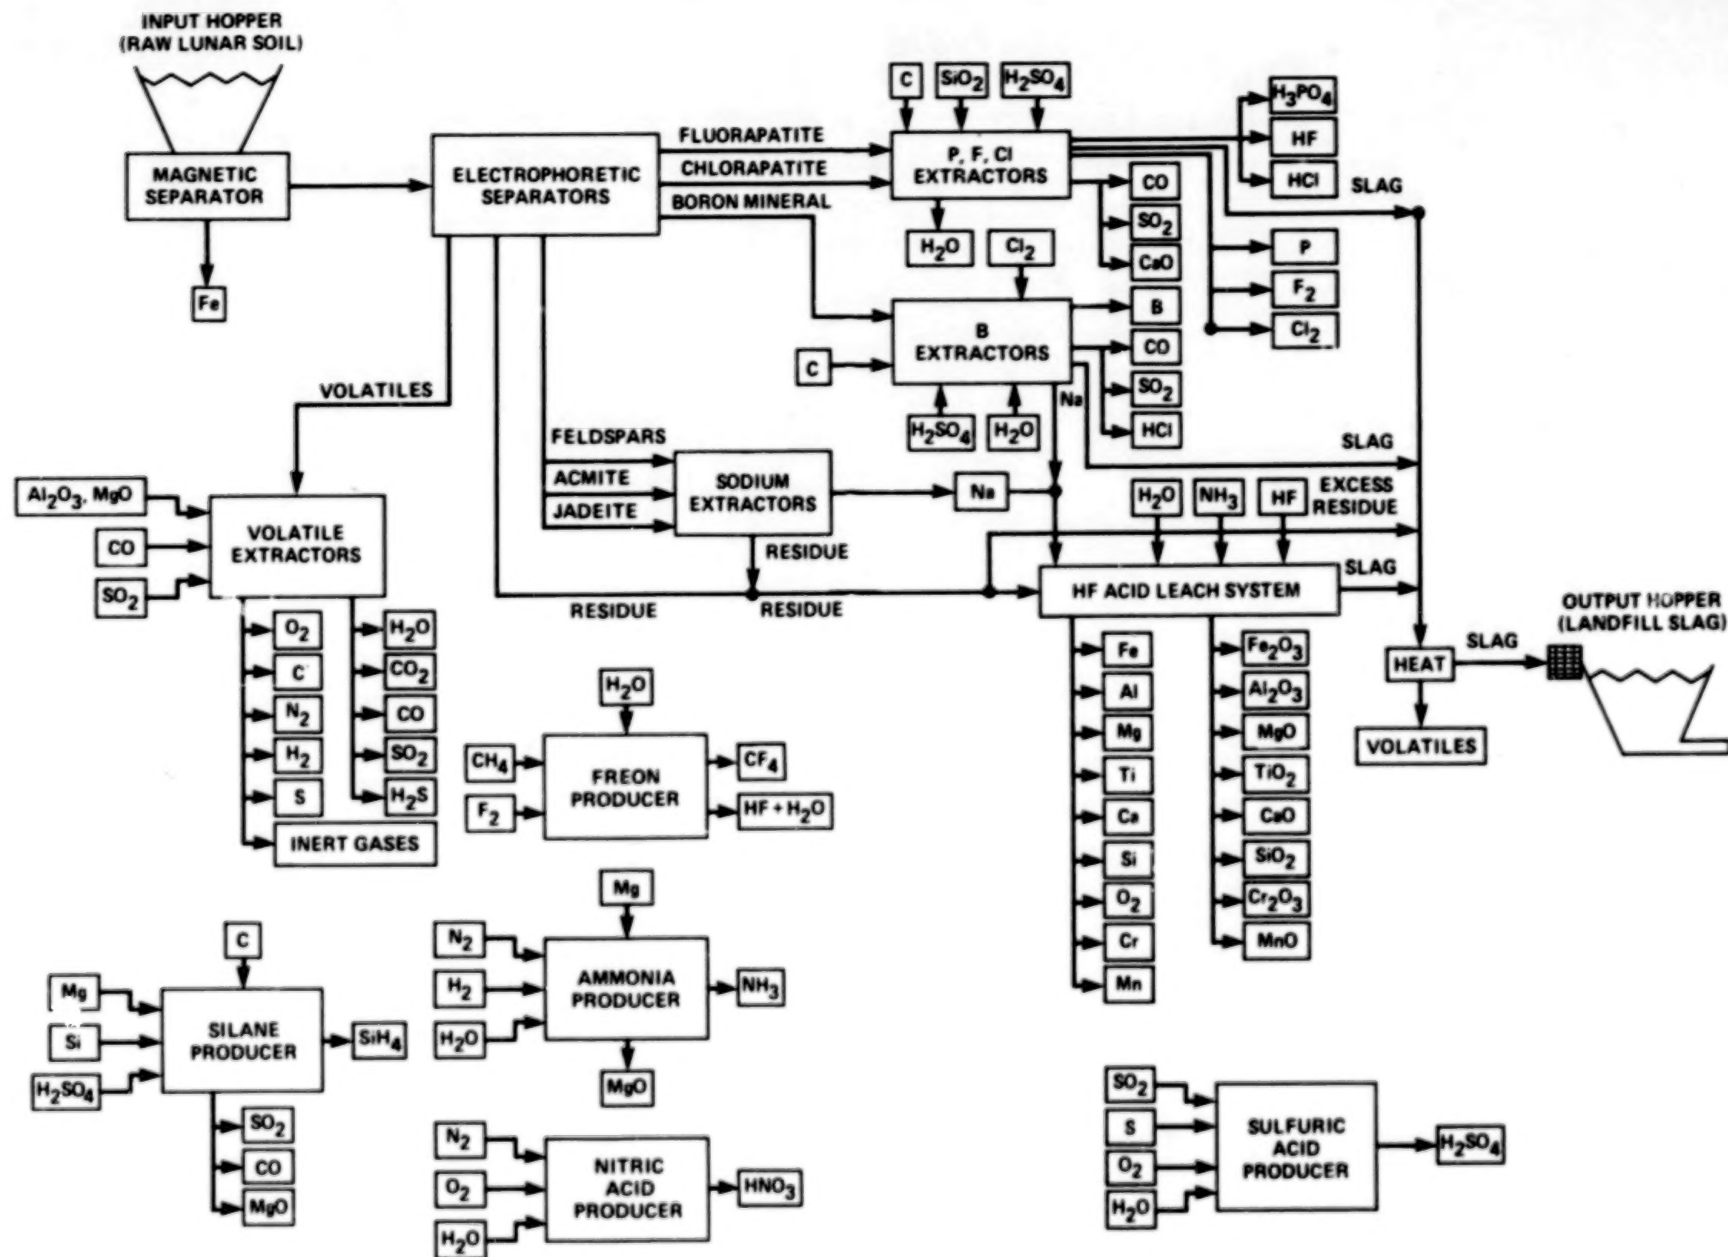 INPUT HOPPER
(RAW LUNAR SOIL)
MAGNETIC
SEPARATOR
Fe
ELECTROPHORETIC
SEPARATORS
FLUORAPATITE
CHLORAPATITE
BORON MINERAL
C
SiO2
H2SO4
P, F, Cl
EXTRACTORS
H2O
H3PO4
HF
HCl
SLAG
CO
SO2
CaO
P
F2
Cl2
Cl2
B
EXTRACTORS
C
H2SO4
H2O
Na
B
CO
SO2
HCl
SLAG
VOLATILES
FELDSPARS
ACMITE
JADEITE
SODIUM
EXTRACTORS
Na
RESIDUE
RESIDUE
RESIDUE
H2O
NH3
HF
EXCESS
RESIDUE
HF ACID LEACH SYSTEM
SLAG
Al2O3, MgO
CO
SO2
VOLATILE
EXTRACTORS
O2
C
N2
H2
S
INERT GASES
H2O
CO2
CO
SO2
H2S
Fe
Al
Mg
Ti
Ca
Si
O2
Cr
Mn
Fe2O3
Al2O3
MgO
TiO2
CaO
SiO2
Cr2O3
MnO
HEAT
SLAG
VOLATILES
OUTPUT HOPPER
(LANDFILL SLAG)
H2O
CH4
F2
FREON
PRODUCER
CF4
HF + H2O
Mg
N2
H2
H2O
AMMONIA
PRODUCER
NH3
MgO
C
Mg
Si
H2SO4
SILANE
PRODUCER
SiH4
SO2
CO
MgO
N2
O2
H2O
NITRIC
ACID
PRODUCER
HNO3
SO2
S
O2
H2O
SULFURIC
ACID
PRODUCER
H2SO4